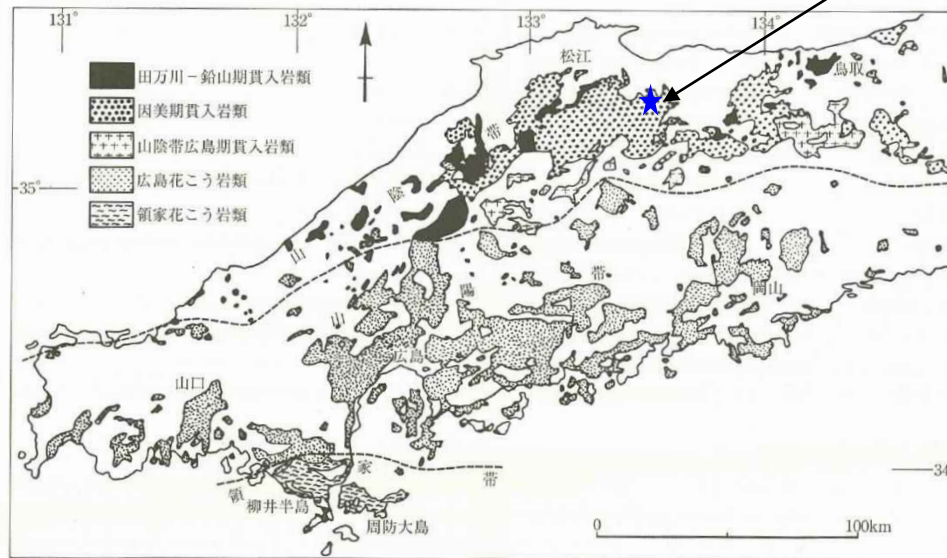 131° 132° 133° 134°
松江
鳥取
田万川－鉛山期貫入岩類
因美期貫入岩類
山陰帯広島期貫入岩類
広島花こう岩類
領家花こう岩類
35°
山 陰 帯
山 陽 帯
岡山
広島
山口
34°
領 家 帯
柳井半島
周防大島
0 100km